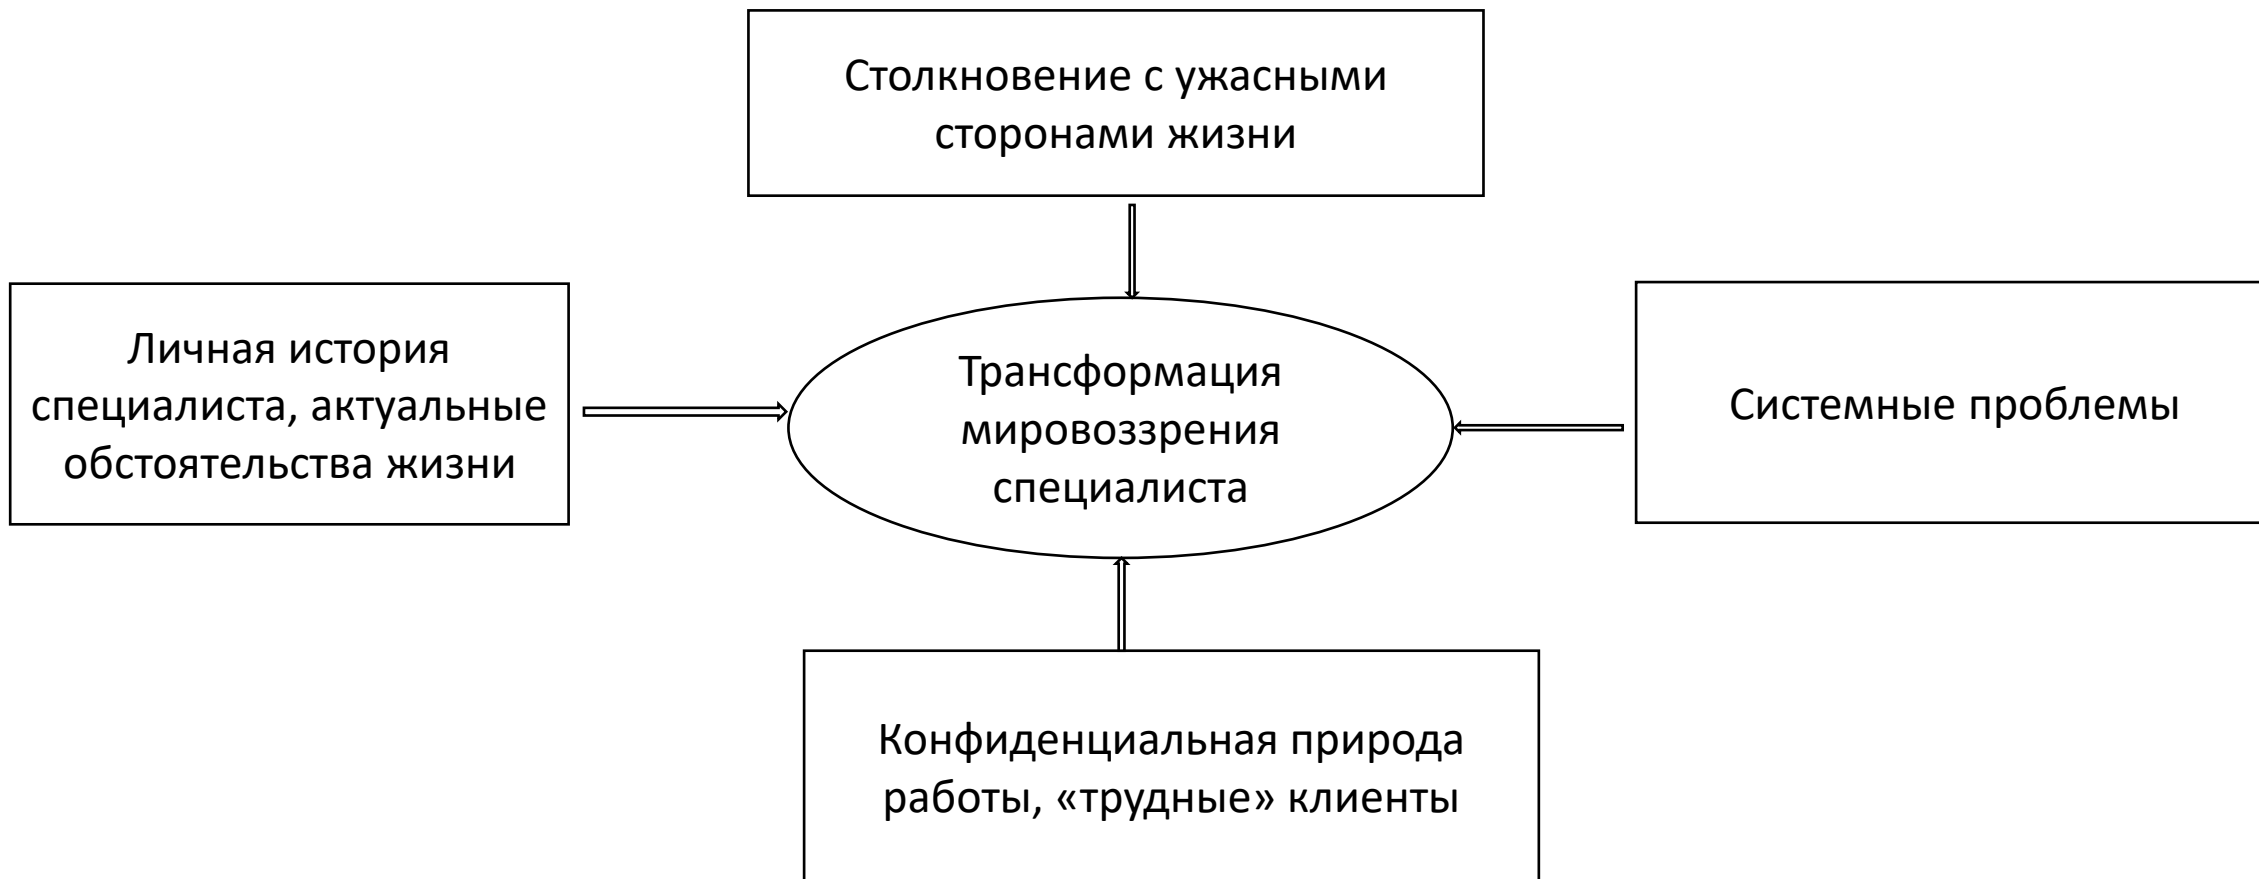 Столкновение с ужасными
сторонами жизни
Личная история
специалиста, актуальные
обстоятельства жизни
Трансформация
мировоззрения
специалиста
Системные проблемы
Конфиденциальная природа
работы, «трудные» клиенты